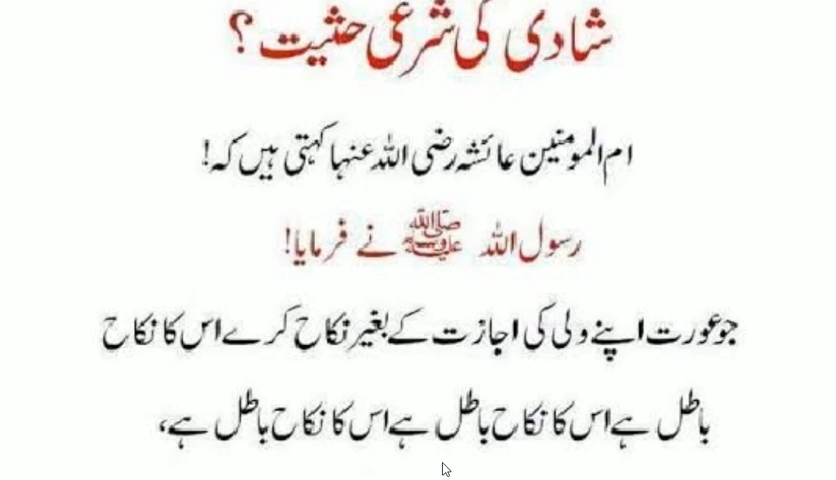 شادی کی شرعی حثیت ؟
ام المومنین عائشہ رضی اللہ عنہا کہتی ہیں کہ!
رسول اللہ ﷺ نے فرمایا!
جو عورت اپنے ولی کی اجازت کے بغیر نکاح کرے اس کا نکاح
باطل ہے اس کا نکاح باطل ہے اس کا نکاح باطل ہے،